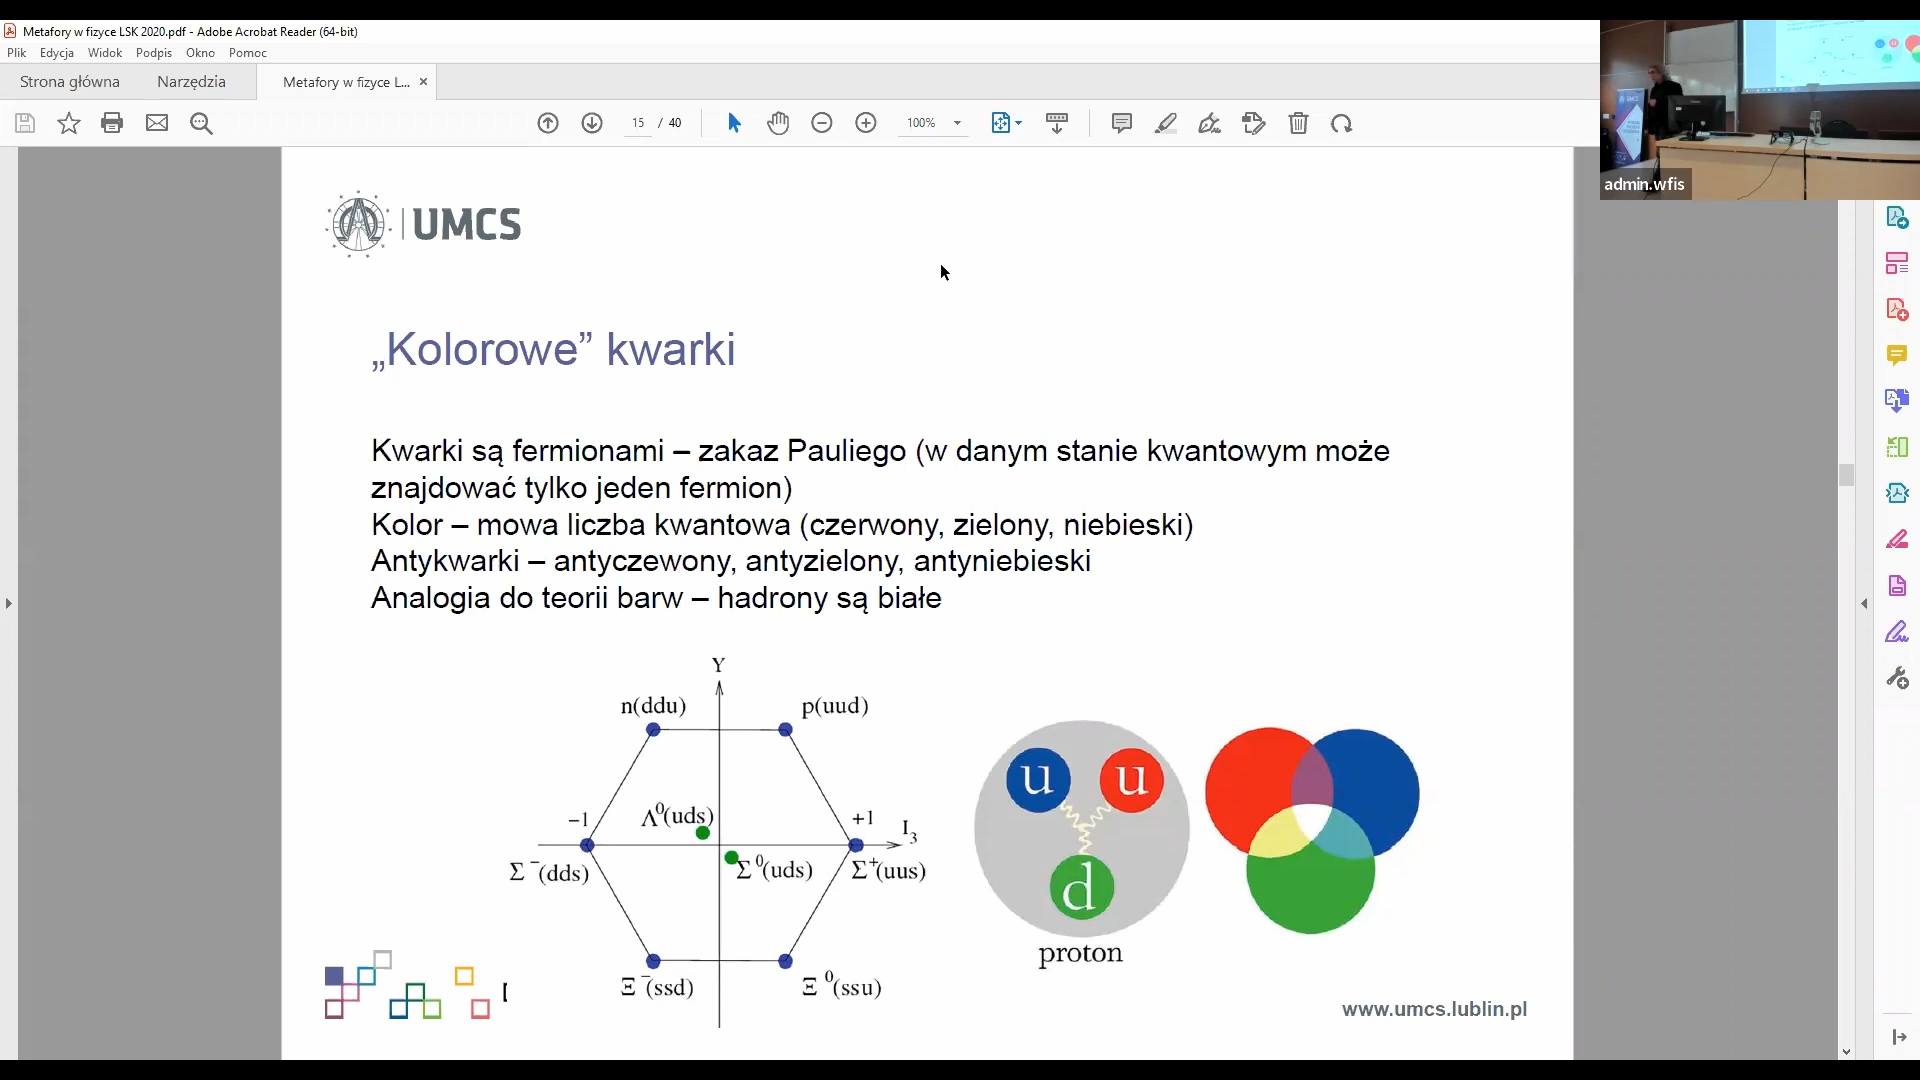 Metafory w fizyce LSK 2020.pdf - Adobe Acrobat Reader (64-bit)
Plik Edycja Widok Podpis Okno Pomoc
Strona główna Narzędzia Metafory w fizyce L... ×
15 / 40 100%
admin.wfis
UMCS
„Kolorowe” kwarki
Kwarki są fermionami – zakaz Pauliego (w danym stanie kwantowym może
znajdować tylko jeden fermion)
Kolor – mowa liczba kwantowa (czerwony, zielony, niebieski)
Antykwarki – antyczewony, antyzielony, antyniebieski
Analogia do teorii barw – hadrony są białe
Y
n(ddu) p(uud)
Λ⁰(uds)
−1 +1 I₃
Σ⁻(dds) Σ⁰(uds) Σ⁺(uus)
Ξ⁻(ssd) Ξ⁰(ssu)
u u
d
proton
[
www.umcs.lublin.pl